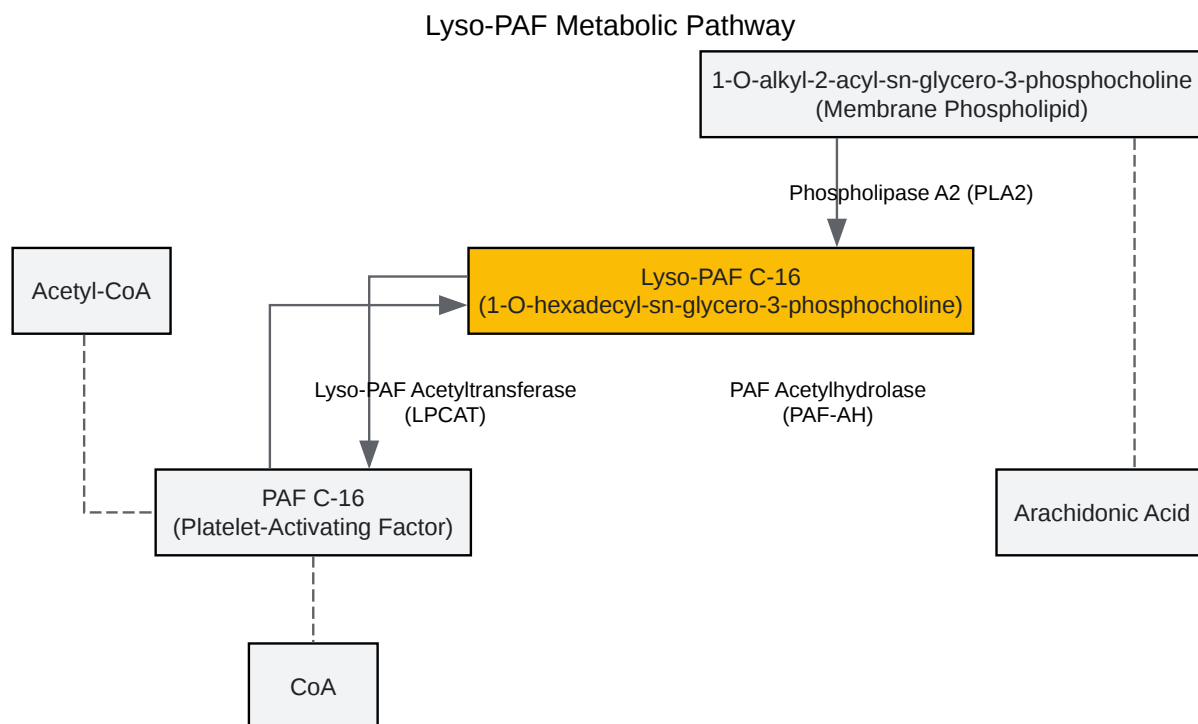 Lyso-PAF Metabolic Pathway
1-O-alkyl-2-acyl-sn-glycero-3-phosphocholine
(Membrane Phospholipid)
Phospholipase A2 (PLA2)
Acetyl-CoA
Lyso-PAF C-16
(1-O-hexadecyl-sn-glycero-3-phosphocholine)
Lyso-PAF Acetyltransferase
(LPCAT)
PAF Acetylhydrolase
(PAF-AH)
PAF C-16
(Platelet-Activating Factor)
Arachidonic Acid
CoA